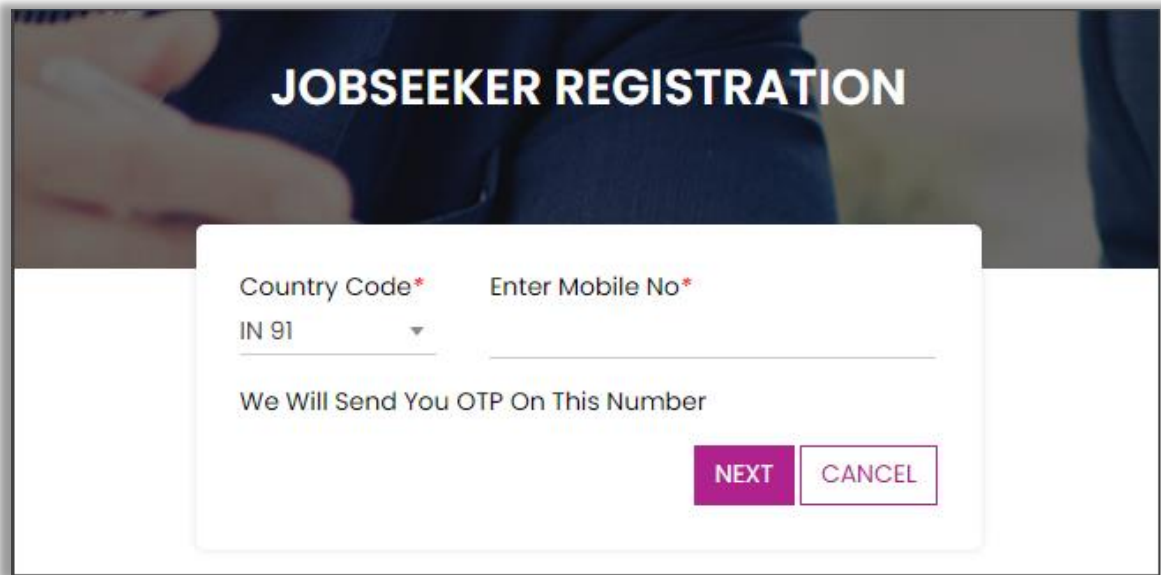 JOBSEEKER REGISTRATION
Country Code* Enter Mobile No*
IN 91
We Will Send You OTP On This Number
NEXT CANCEL